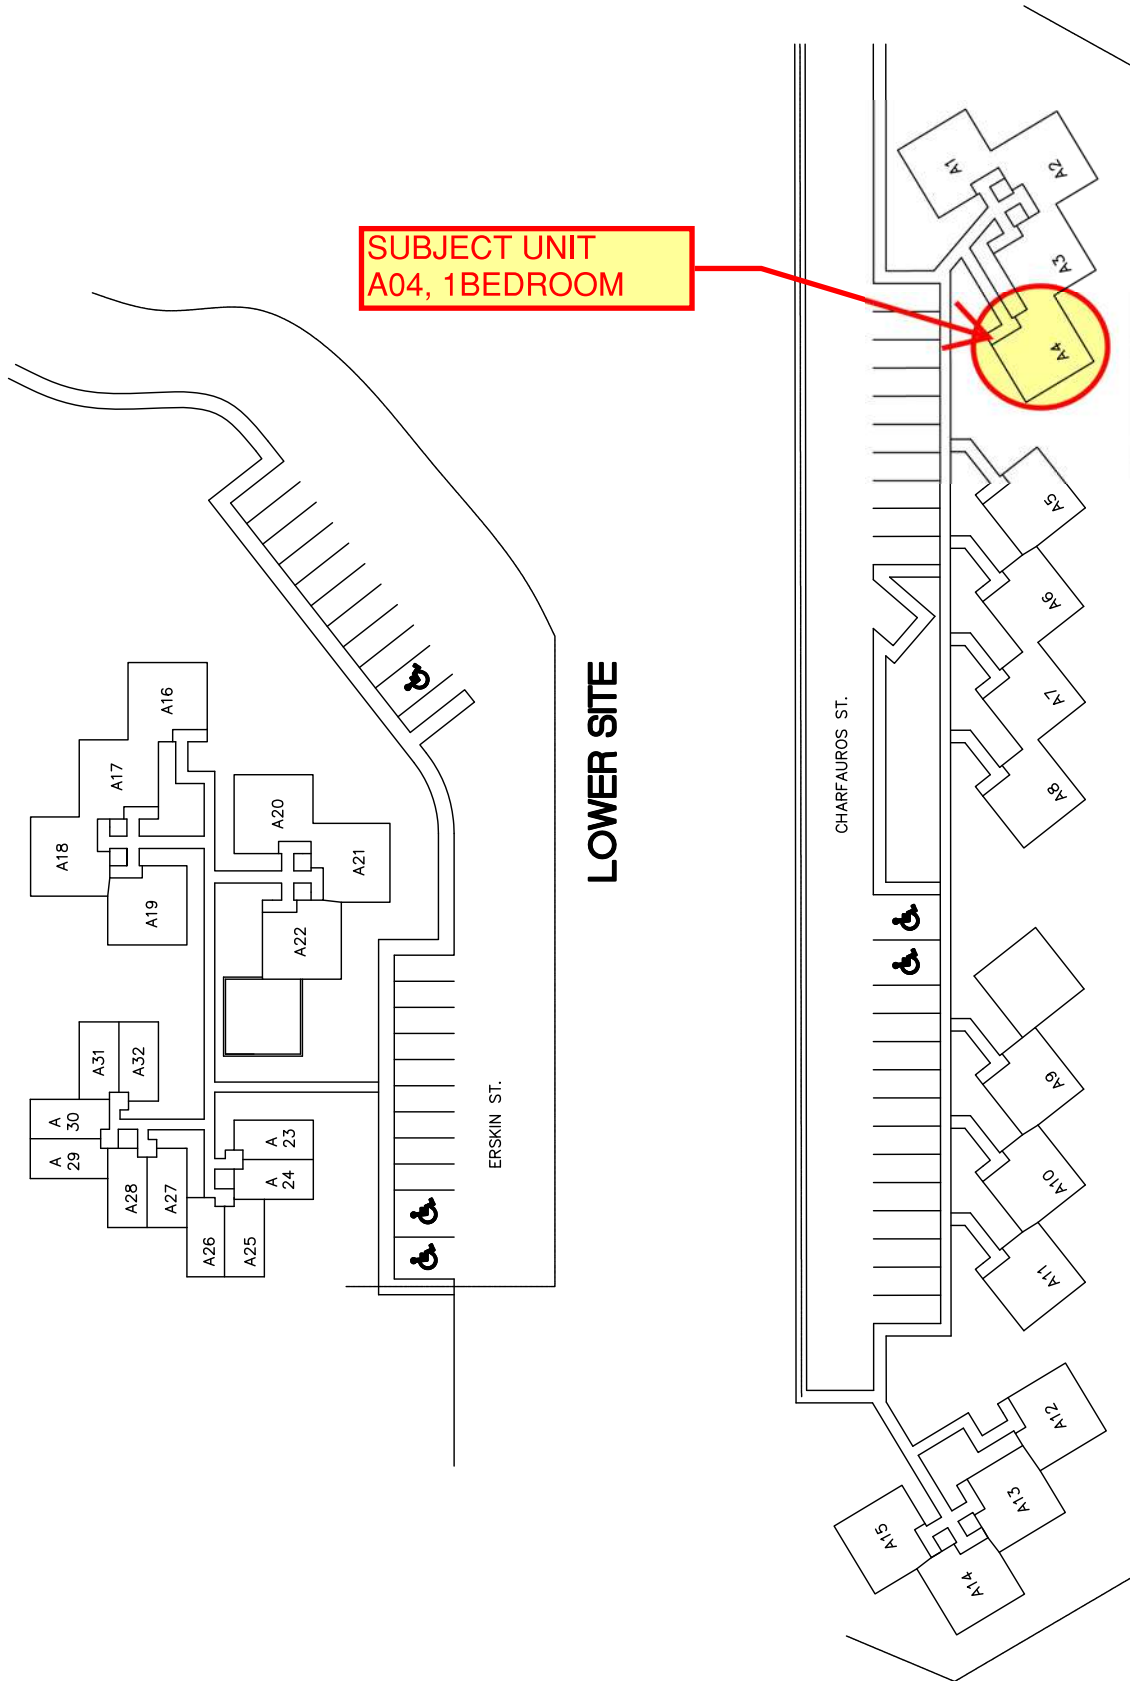 SUBJECT UNIT
A04, 1BEDROOM
A1
A2
A3
A4
A5
A6
A7
A8
A9
A10
A11
A12
A13
A14
A15
CHARFAUROS ST.
LOWER SITE
ERSKIN ST.
A16
A17
A18
A19
A20
A21
A22
A31
A32
A
30
A
29
A28
A27
A26
A25
A
23
A
24